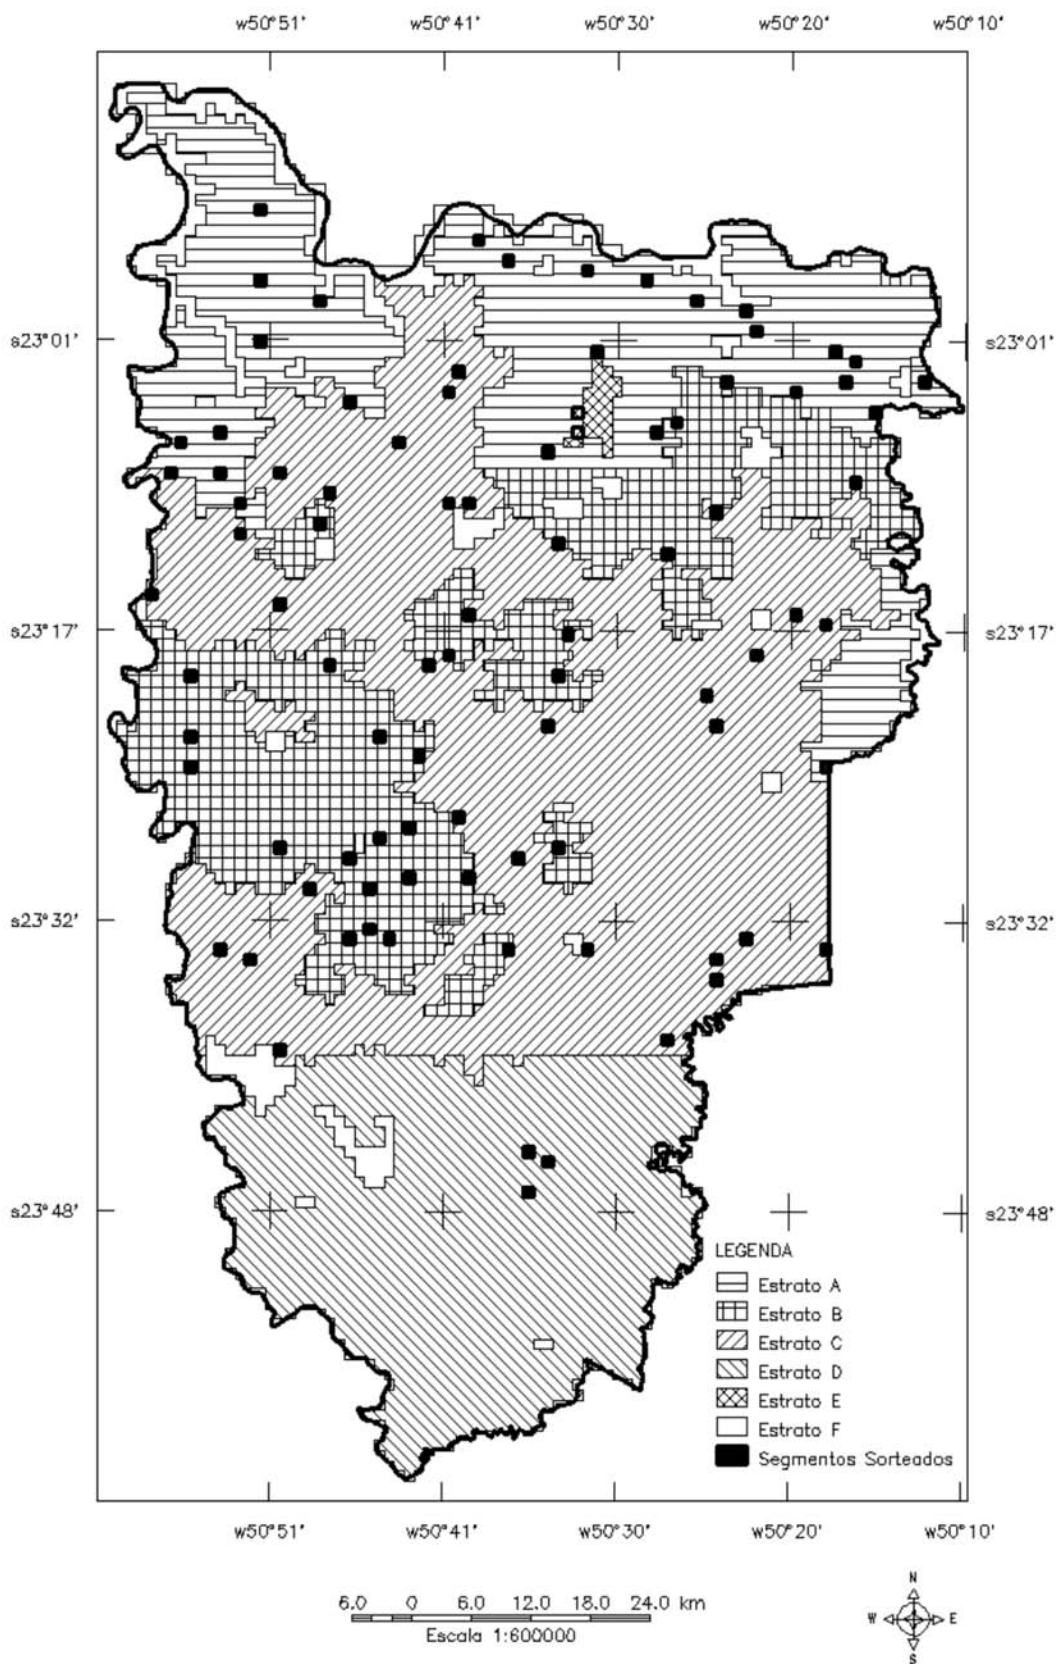 w50°51' w50°41' w50°30' w50°20' w50°10'
s23°01' s23°01'
s23°17' s23°17'
s23°32' s23°32'
s23°48' s23°48'
LEGENDA
Estrato A
Estrato B
Estrato C
Estrato D
Estrato E
Estrato F
Segmentos Sorteados
w50°51' w50°41' w50°30' w50°20' w50°10'
6.0 0 6.0 12.0 18.0 24.0 km
Escala 1:600000
N
W E
S